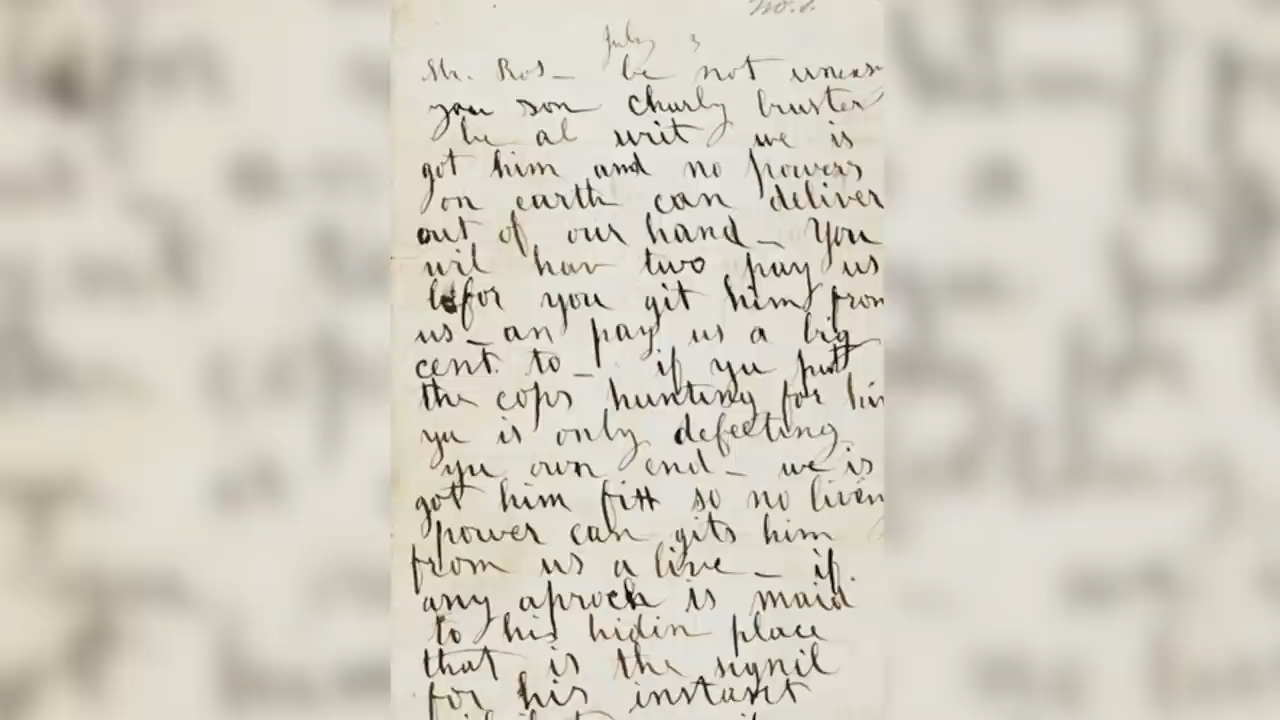 No. 2.
July 3
Mr. Ros— be not uneas
you son charly bruster
be al writ we is
got him and no powers
on earth can deliver
out of our hand— You
wil hav two pay us
befor you git him from
us— an pay us a big
cent to— if yu put
the cops hunting for him
yu is only defeeting
yu own end— we is
got him fitt so no liven
power can gits him
from us a live— if
any aproch is maid
to his hidin place
that is the signil
for his instant